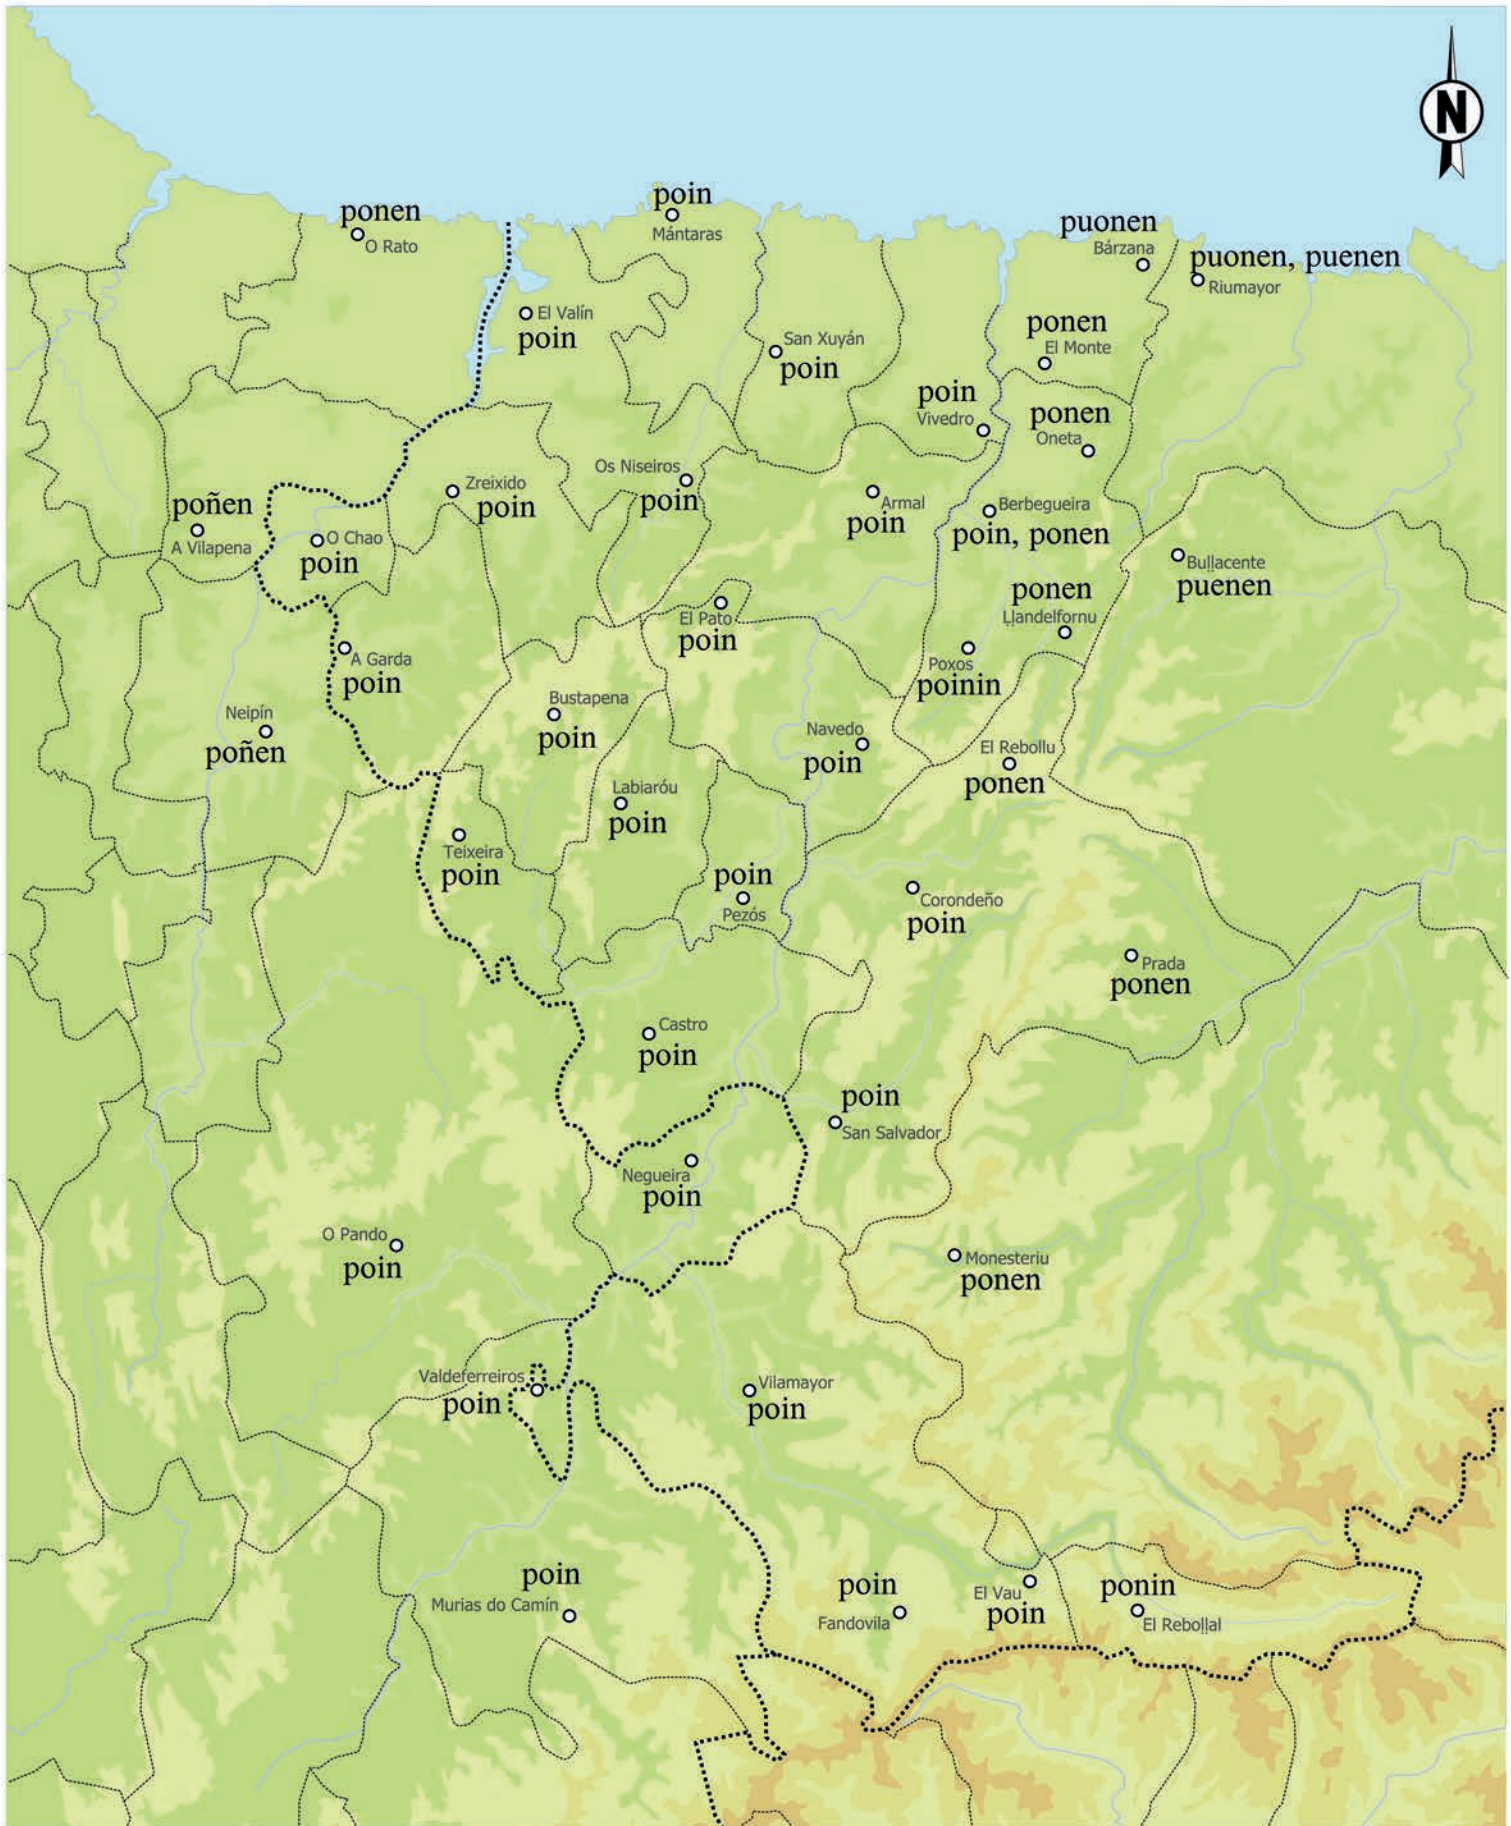 N
poin
Mántaras
ponen
O Rato
puonen
Bárzana
puonen, puenen
Riumayor
El Valín
poin
ponen
El Monte
San Xuyán
poin
poin
Vivedro
ponen
Oneta
Os Niseiros
poin
Zreixido
poin
Armal
poin
Berbegueira
poin, ponen
poñen
A Vilapena
O Chao
poin
Buḷḷacente
puenen
ponen
Ḷḷandelfornu
El Pato
poin
A Garda
poin
Poxos
poinin
Bustapena
poin
Neipín
poñen
Navedo
poin
El Rebollu
ponen
Labiaróu
poin
Teixeira
poin
poin
Pezós
Corondeño
poin
Prada
ponen
Castro
poin
poin
San Salvador
Negueira
poin
O Pando
poin
Monesteriu
ponen
Valdeferreiros
poin
Vilamayor
poin
poin
Murias do Camín
poin
Fandovila
El Vau
poin
ponin
El Reboḷḷal